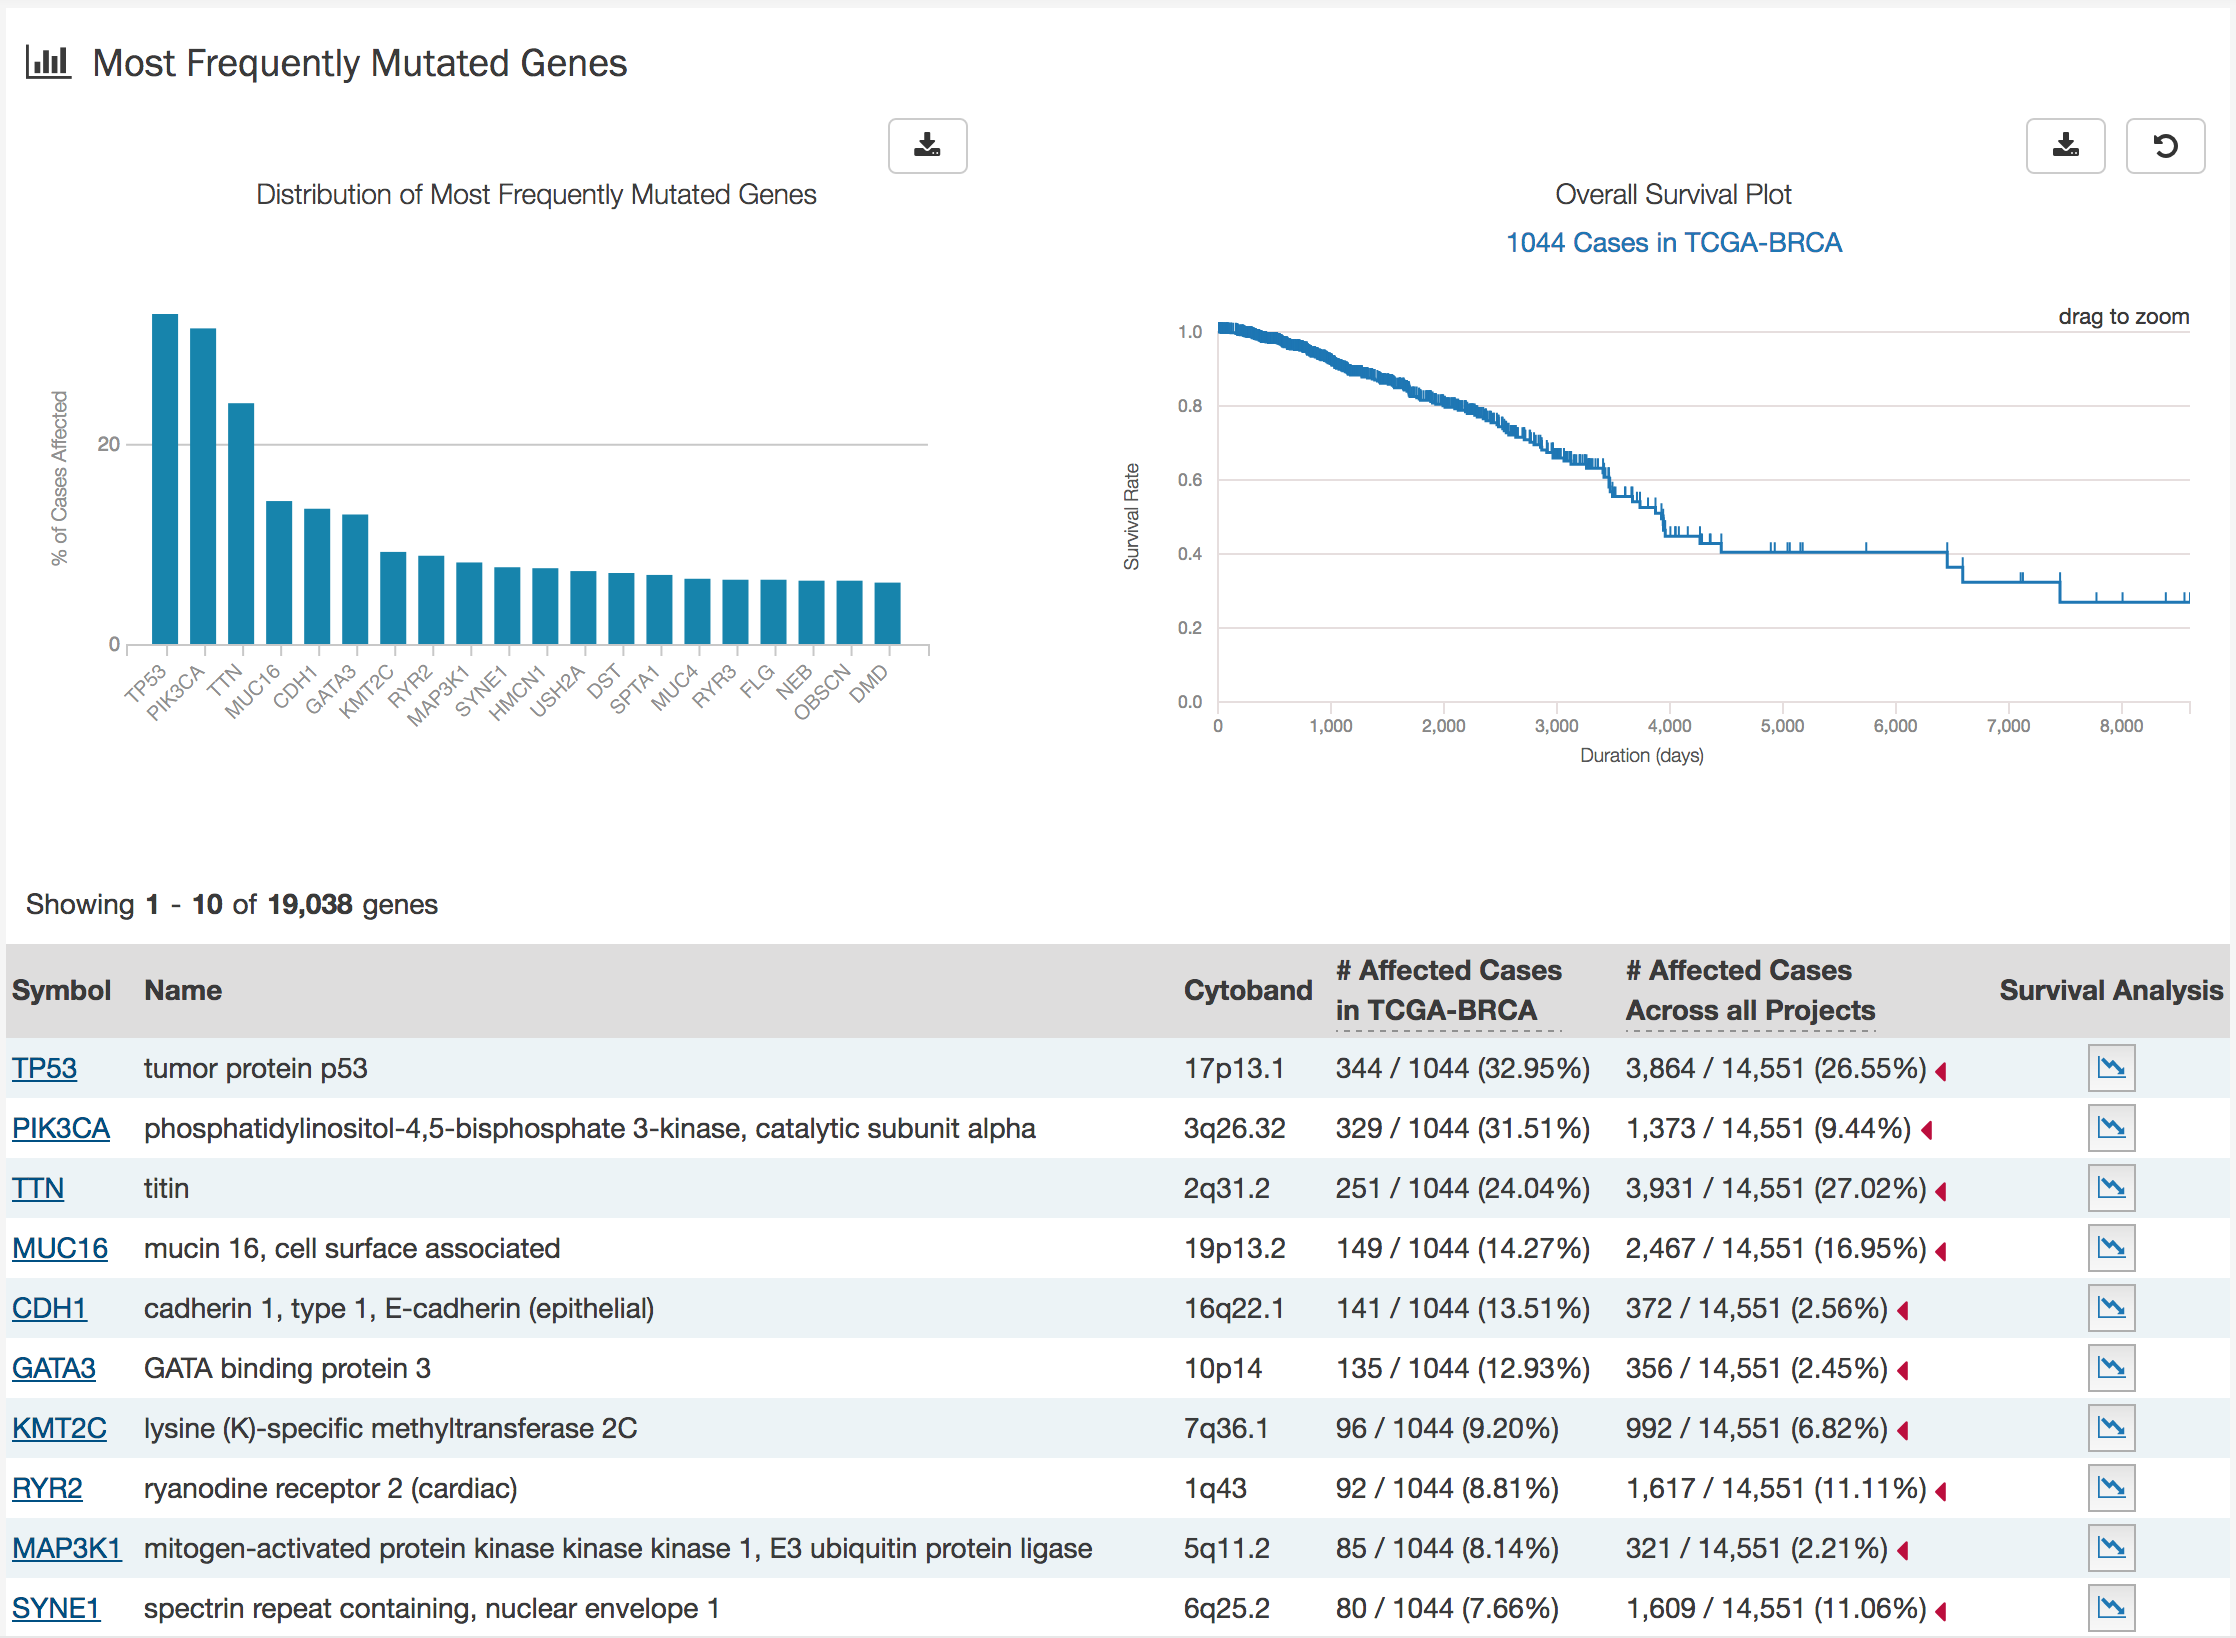 Most Frequently Mutated Genes
Distribution of Most Frequently Mutated Genes
% of Cases Affected
20
0
TP53
PIK3CA
TTN
MUC16
CDH1
GATA3
KMT2C
RYR2
MAP3K1
SYNE1
HMCN1
USH2A
DST
SPTA1
MUC4
RYR3
FLG
NEB
OBSCN
DMD
Overall Survival Plot
1044 Cases in TCGA-BRCA
drag to zoom
Survival Rate
1.0
0.8
0.6
0.4
0.2
0.0
0 1,000 2,000 3,000 4,000 5,000 6,000 7,000 8,000
Duration (days)
Showing 1 - 10 of 19,038 genes
Symbol Name Cytoband # Affected Cases in TCGA-BRCA # Affected Cases Across all Projects Survival Analysis
TP53 tumor protein p53 17p13.1 344 / 1044 (32.95%) 3,864 / 14,551 (26.55%)
PIK3CA phosphatidylinositol-4,5-bisphosphate 3-kinase, catalytic subunit alpha 3q26.32 329 / 1044 (31.51%) 1,373 / 14,551 (9.44%)
TTN titin 2q31.2 251 / 1044 (24.04%) 3,931 / 14,551 (27.02%)
MUC16 mucin 16, cell surface associated 19p13.2 149 / 1044 (14.27%) 2,467 / 14,551 (16.95%)
CDH1 cadherin 1, type 1, E-cadherin (epithelial) 16q22.1 141 / 1044 (13.51%) 372 / 14,551 (2.56%)
GATA3 GATA binding protein 3 10p14 135 / 1044 (12.93%) 356 / 14,551 (2.45%)
KMT2C lysine (K)-specific methyltransferase 2C 7q36.1 96 / 1044 (9.20%) 992 / 14,551 (6.82%)
RYR2 ryanodine receptor 2 (cardiac) 1q43 92 / 1044 (8.81%) 1,617 / 14,551 (11.11%)
MAP3K1 mitogen-activated protein kinase kinase kinase 1, E3 ubiquitin protein ligase 5q11.2 85 / 1044 (8.14%) 321 / 14,551 (2.21%)
SYNE1 spectrin repeat containing, nuclear envelope 1 6q25.2 80 / 1044 (7.66%) 1,609 / 14,551 (11.06%)